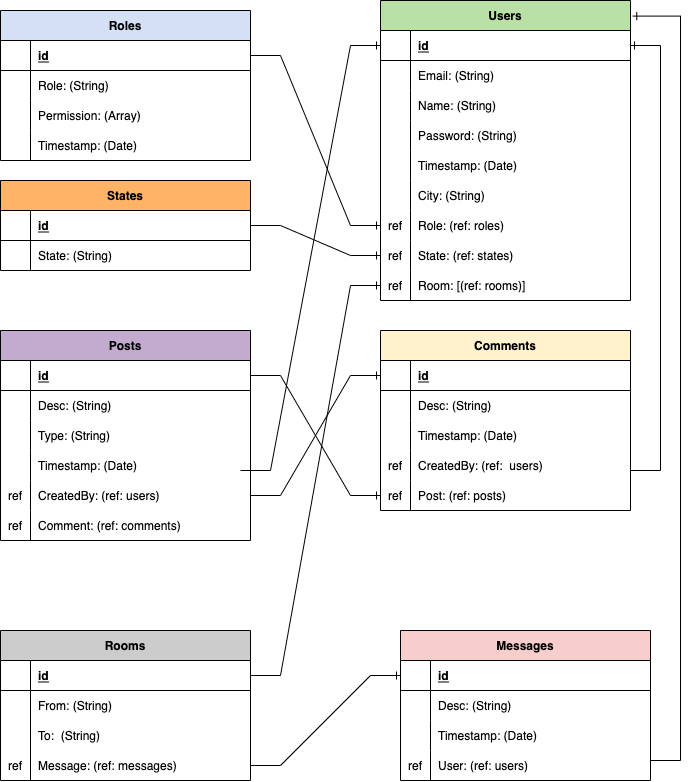 Roles
id
Role: (String)
Permission: (Array)
Timestamp: (Date)
States
id
State: (String)
Users
id
Email: (String)
Name: (String)
Password: (String)
Timestamp: (Date)
City: (String)
ref Role: (ref: roles)
ref State: (ref: states)
ref Room: [(ref: rooms)]
Posts
id
Desc: (String)
Type: (String)
Timestamp: (Date)
ref CreatedBy: (ref: users)
ref Comment: (ref: comments)
Comments
id
Desc: (String)
Timestamp: (Date)
ref CreatedBy: (ref: users)
ref Post: (ref: posts)
Rooms
id
From: (String)
To: (String)
ref Message: (ref: messages)
Messages
id
Desc: (String)
Timestamp: (Date)
ref User: (ref: users)